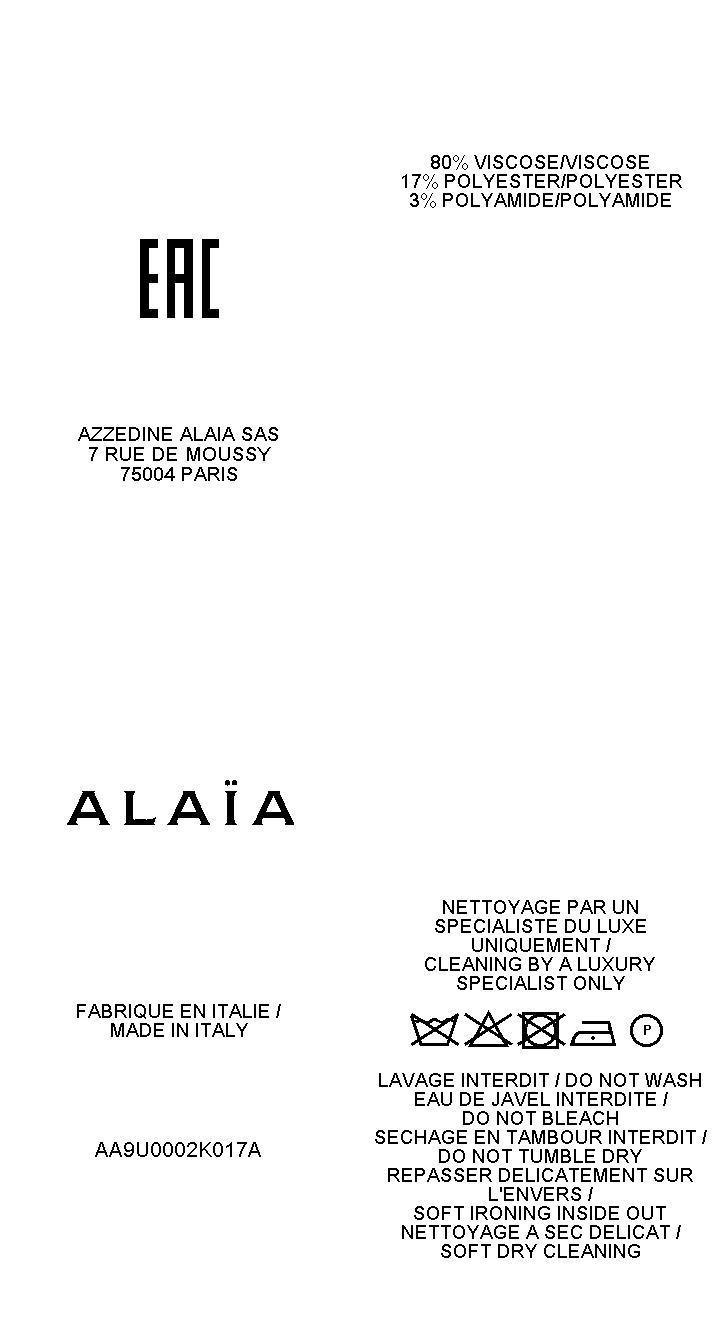 EAC
AZZEDINE ALAIA SAS
7 RUE DE MOUSSY
75004 PARIS
ALAÏA
FABRIQUE EN ITALIE /
MADE IN ITALY
AA9U0002K017A
80% VISCOSE/VISCOSE
17% POLYESTER/POLYESTER
3% POLYAMIDE/POLYAMIDE
NETTOYAGE PAR UN
SPECIALISTE DU LUXE
UNIQUEMENT /
CLEANING BY A LUXURY
SPECIALIST ONLY
P
LAVAGE INTERDIT / DO NOT WASH
EAU DE JAVEL INTERDITE /
DO NOT BLEACH
SECHAGE EN TAMBOUR INTERDIT /
DO NOT TUMBLE DRY
REPASSER DELICATEMENT SUR
L'ENVERS /
SOFT IRONING INSIDE OUT
NETTOYAGE A SEC DELICAT /
SOFT DRY CLEANING